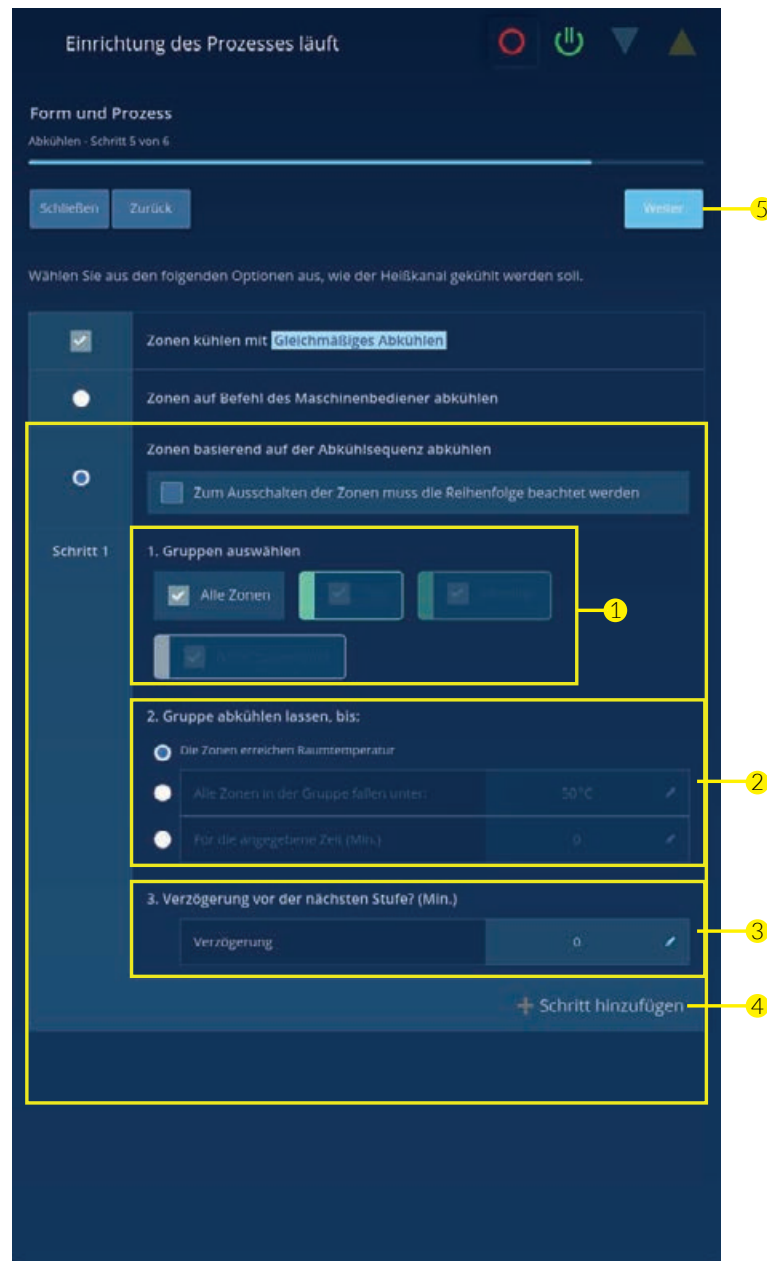 Einrichtung des Prozesses läuft
Form und Prozess
Abkühlen - Schritt 5 von 6
Schließen Zurück Weiter
5
Wählen Sie aus den folgenden Optionen aus, wie der Heißkanal gekühlt werden soll.
Zonen kühlen mit Gleichmäßiges Abkühlen
Zonen auf Befehl des Maschinenbediener abkühlen
Zonen basierend auf der Abkühlsequenz abkühlen
Zum Ausschalten der Zonen muss die Reihenfolge beachtet werden
Schritt 1
1. Gruppen auswählen
Alle Zonen
1
2. Gruppe abkühlen lassen, bis:
Die Zonen erreichen Raumtemperatur
Alle Zonen in der Gruppe fallen unter: 50°C
2
Für die angegebene Zeit (Min.) 0
3. Verzögerung vor der nächsten Stufe? (Min.)
Verzögerung 0
3
+ Schritt hinzufügen
4